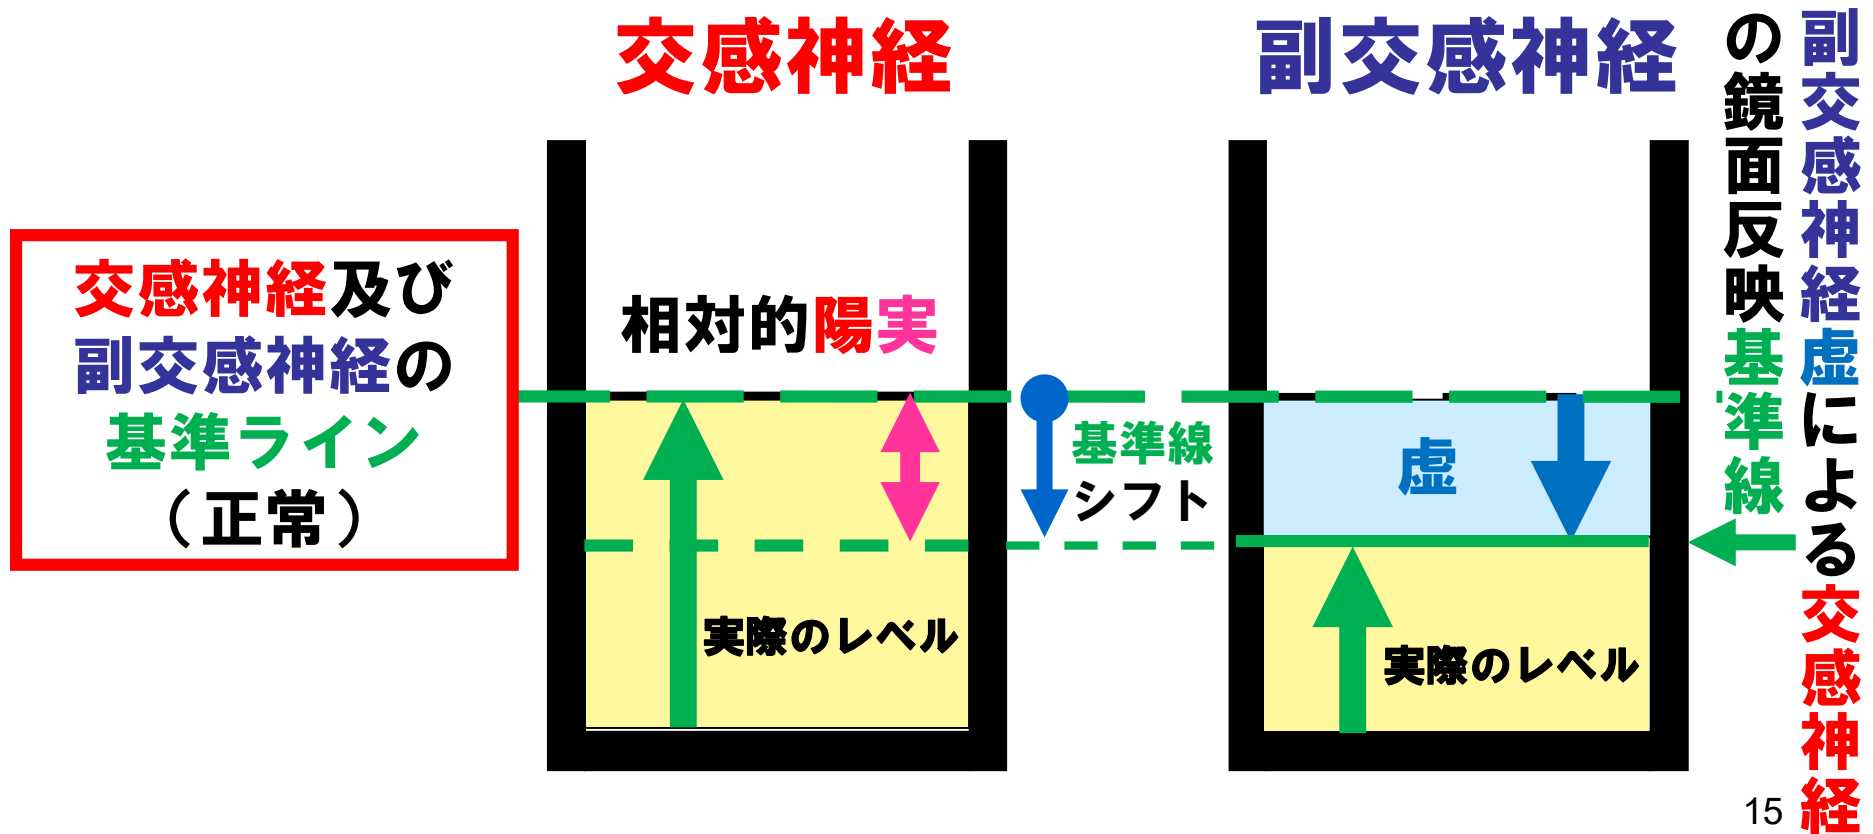 交感神経
副交感神経
副交感神経虚による交感神経
の鏡面反映基準線
交感神経及び
副交感神経の
基準ライン
（正常）
相対的陽実
基準線
シフト
虚
実際のレベル
実際のレベル
15